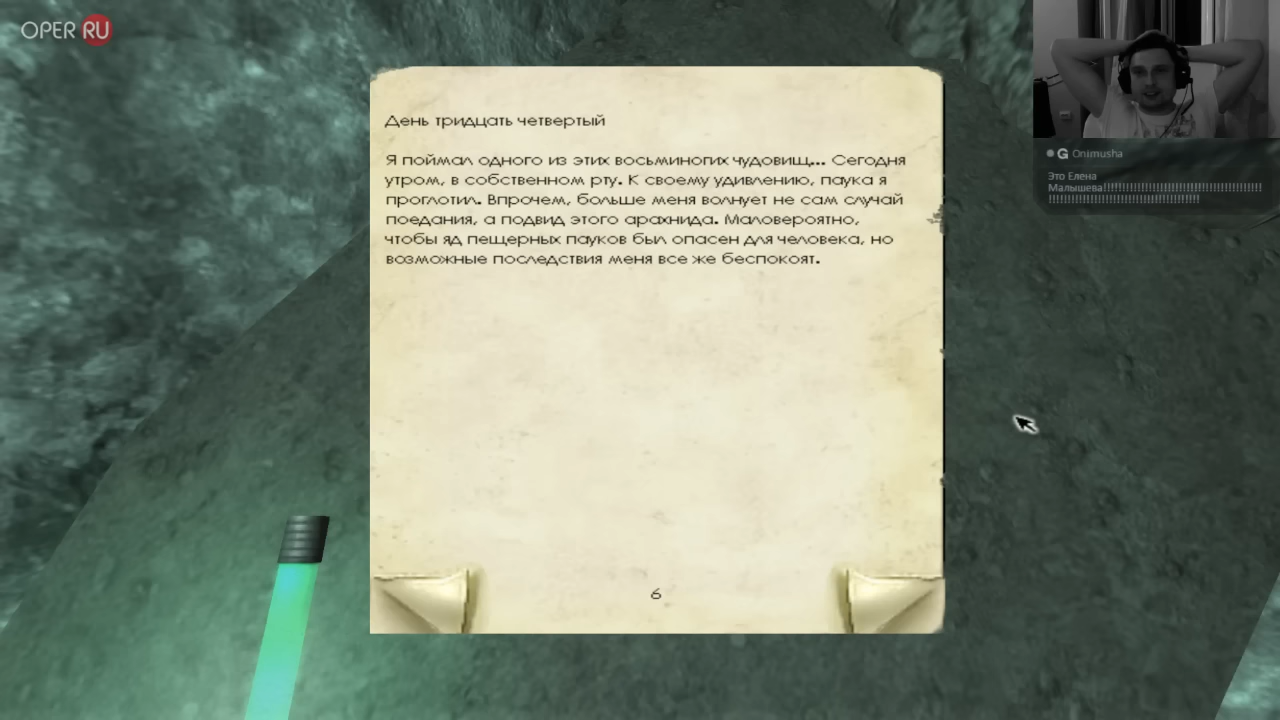 OPER RU
День тридцать четвертый
Я поймал одного из этих восьминогих чудовищ... Сегодня
утром, в собственном рту. К своему удивлению, паука я
проглотил. Впрочем, больше меня волнует не сам случай
поедания, а подвид этого арахнида. Маловероятно,
чтобы яд пещерных пауков был опасен для человека, но
возможные последствия меня все же беспокоят.
6
G Onimusha
Это Елена
Малышева!!!!!!!!!!!!!!!!!!!!!!!!!!!!!!!!!!!!!!!!!
!!!!!!!!!!!!!!!!!!!!!!!!!!!!!!!!!!!!!!